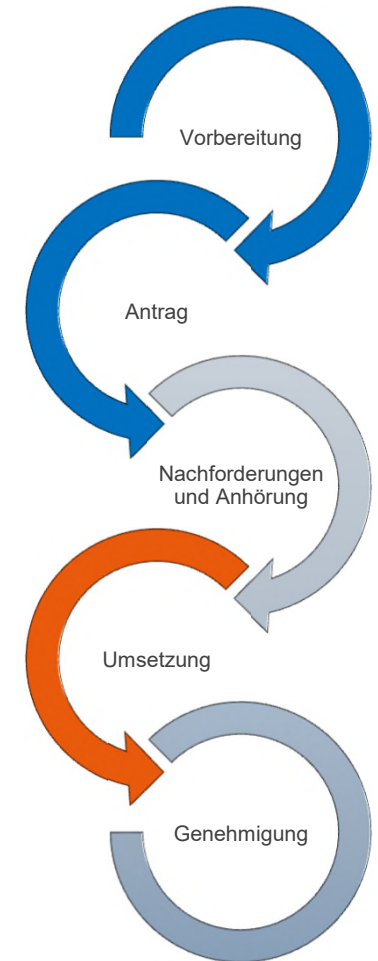 Vorbereitung
Antrag
Nachforderungen
und Anhörung
Umsetzung
Genehmigung